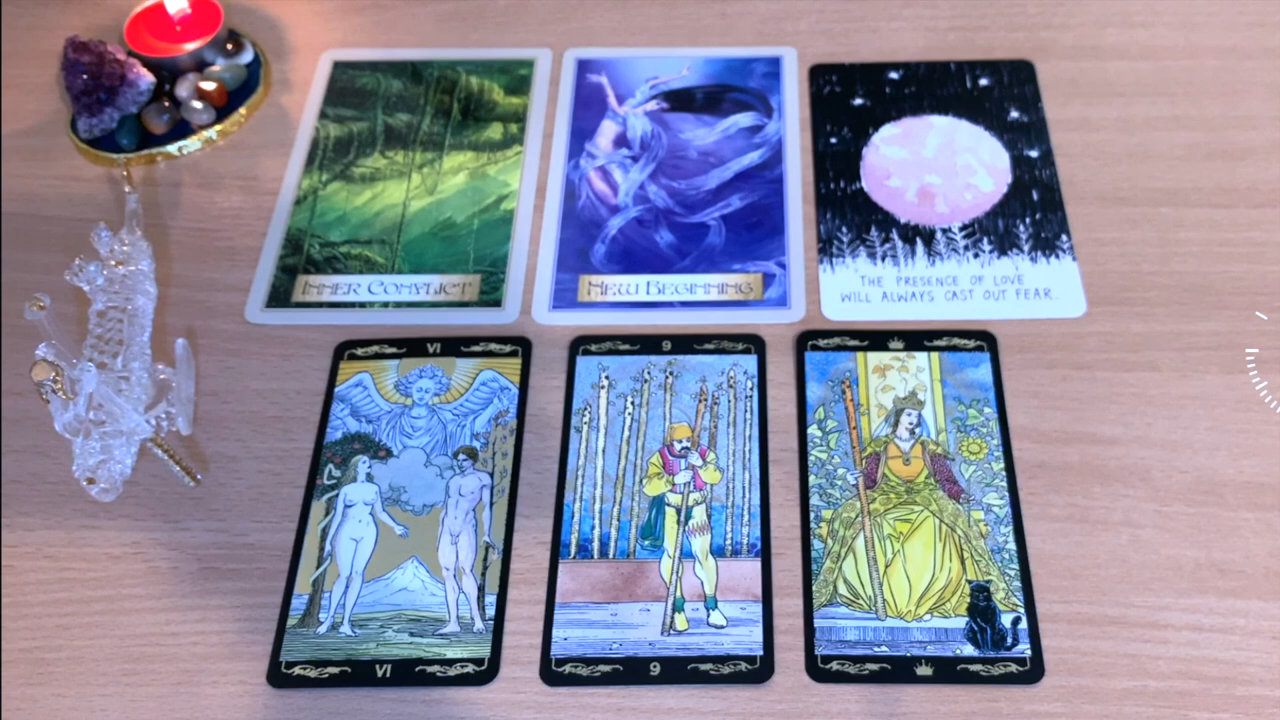 INNER CONFLICT
NEW BEGINNING
THE PRESENCE OF LOVE
WILL ALWAYS CAST OUT FEAR.
VI
9
VI
9